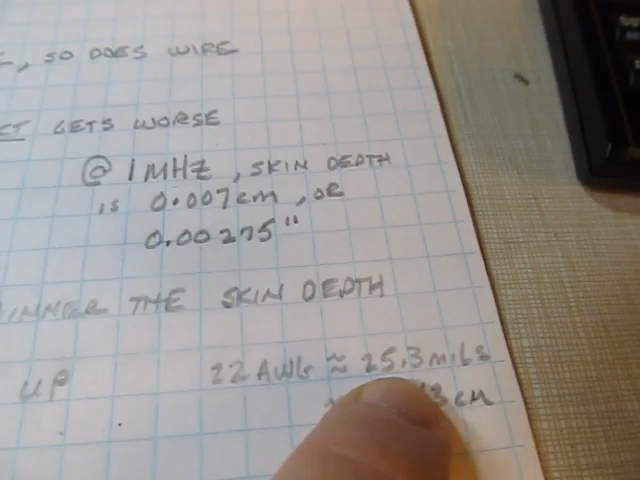 , SO DOES WIRE
GETS WORSE
@ 1MHZ, SKIN DEPTH
is 0.007cm, OR
0.00275"
THE SKIN DEPTH
UP 22 AWG ≈ 25.3 mils
cm